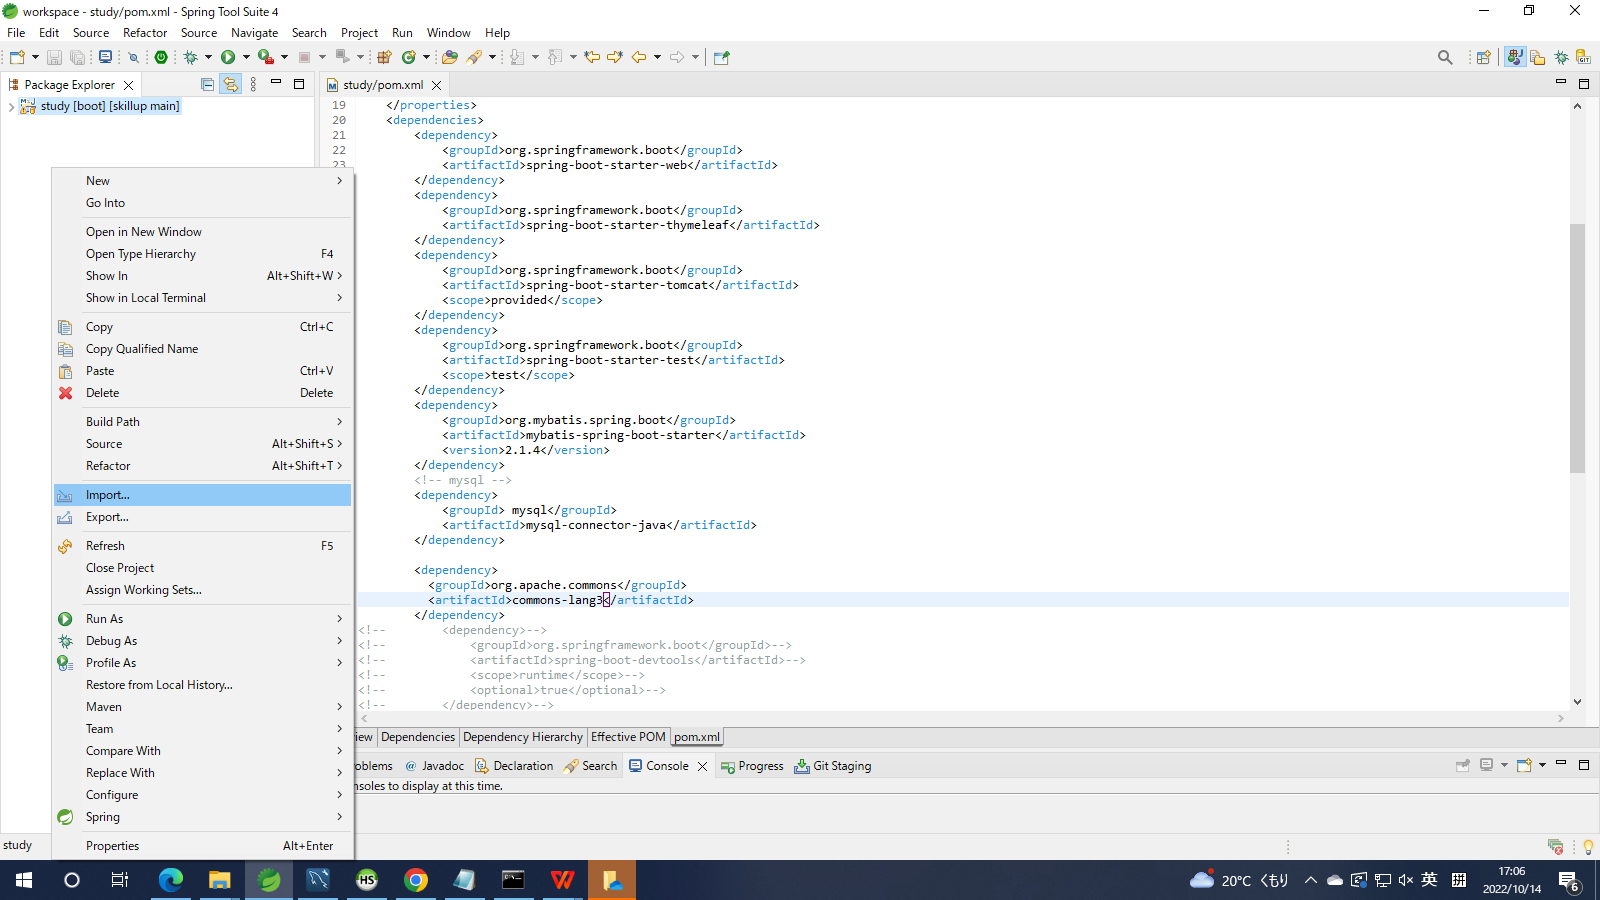 workspace - study/pom.xml - Spring Tool Suite 4
File Edit Source Refactor Source Navigate Search Project Run Window Help
Package Explorer
study [boot] [skillup main]
New
Go Into
Open in New Window
Open Type Hierarchy F4
Show In Alt+Shift+W
Show in Local Terminal
Copy Ctrl+C
Copy Qualified Name
Paste Ctrl+V
Delete Delete
Build Path
Source Alt+Shift+S
Refactor Alt+Shift+T
Import...
Export...
Refresh F5
Close Project
Assign Working Sets...
Run As
Debug As
Profile As
Restore from Local History...
Maven
Team
Compare With
Replace With
Configure
Spring
Properties Alt+Enter
study/pom.xml
19 </properties>
20 <dependencies>
21 <dependency>
22 <groupId>org.springframework.boot</groupId>
23 <artifactId>spring-boot-starter-web</artifactId>
</dependency>
<dependency>
<groupId>org.springframework.boot</groupId>
<artifactId>spring-boot-starter-thymeleaf</artifactId>
</dependency>
<dependency>
<groupId>org.springframework.boot</groupId>
<artifactId>spring-boot-starter-tomcat</artifactId>
<scope>provided</scope>
</dependency>
<dependency>
<groupId>org.springframework.boot</groupId>
<artifactId>spring-boot-starter-test</artifactId>
<scope>test</scope>
</dependency>
<dependency>
<groupId>org.mybatis.spring.boot</groupId>
<artifactId>mybatis-spring-boot-starter</artifactId>
<version>2.1.4</version>
</dependency>
<!-- mysql -->
<dependency>
<groupId> mysql</groupId>
<artifactId>mysql-connector-java</artifactId>
</dependency>
<dependency>
<groupId>org.apache.commons</groupId>
<artifactId>commons-lang3</artifactId>
</dependency>
<!-- <dependency>-->
<!-- <groupId>org.springframework.boot</groupId>-->
<!-- <artifactId>spring-boot-devtools</artifactId>-->
<!-- <scope>runtime</scope>-->
<!-- <optional>true</optional>-->
<!-- </dependency>-->
iew Dependencies Dependency Hierarchy Effective POM pom.xml
oblems @ Javadoc Declaration Search Console Progress Git Staging
nsoles to display at this time.
study
HS
20°C くもり
英
拼
17:06
2022/10/14
6